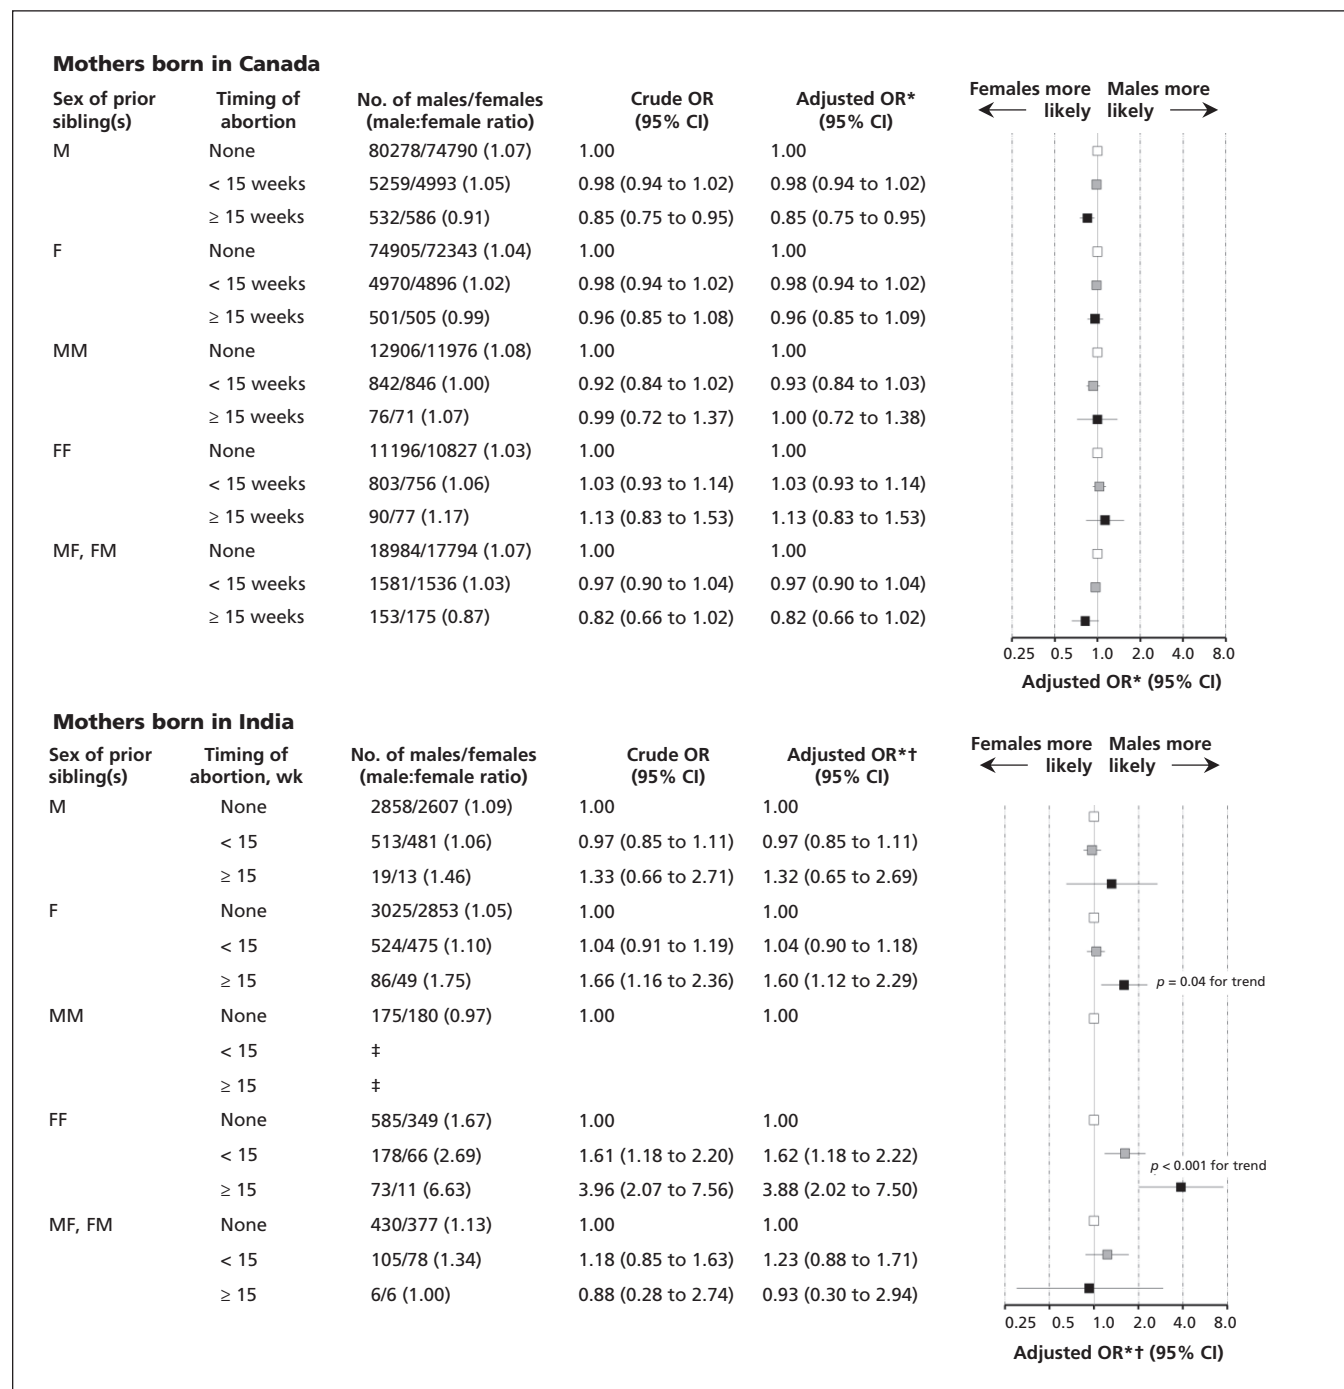 Mothers born in Canada
Sex of prior sibling(s) Timing of abortion No. of males/females (male:female ratio) Crude OR (95% CI) Adjusted OR* (95% CI) Females more likely Males more likely
M None 80278/74790 (1.07) 1.00 1.00
< 15 weeks 5259/4993 (1.05) 0.98 (0.94 to 1.02) 0.98 (0.94 to 1.02)
≥ 15 weeks 532/586 (0.91) 0.85 (0.75 to 0.95) 0.85 (0.75 to 0.95)
F None 74905/72343 (1.04) 1.00 1.00
< 15 weeks 4970/4896 (1.02) 0.98 (0.94 to 1.02) 0.98 (0.94 to 1.02)
≥ 15 weeks 501/505 (0.99) 0.96 (0.85 to 1.08) 0.96 (0.85 to 1.09)
MM None 12906/11976 (1.08) 1.00 1.00
< 15 weeks 842/846 (1.00) 0.92 (0.84 to 1.02) 0.93 (0.84 to 1.03)
≥ 15 weeks 76/71 (1.07) 0.99 (0.72 to 1.37) 1.00 (0.72 to 1.38)
FF None 11196/10827 (1.03) 1.00 1.00
< 15 weeks 803/756 (1.06) 1.03 (0.93 to 1.14) 1.03 (0.93 to 1.14)
≥ 15 weeks 90/77 (1.17) 1.13 (0.83 to 1.53) 1.13 (0.83 to 1.53)
MF, FM None 18984/17794 (1.07) 1.00 1.00
< 15 weeks 1581/1536 (1.03) 0.97 (0.90 to 1.04) 0.97 (0.90 to 1.04)
≥ 15 weeks 153/175 (0.87) 0.82 (0.66 to 1.02) 0.82 (0.66 to 1.02)
0.25 0.5 1.0 2.0 4.0 8.0
Adjusted OR* (95% CI)
Mothers born in India
Sex of prior sibling(s) Timing of abortion, wk No. of males/females (male:female ratio) Crude OR (95% CI) Adjusted OR*† (95% CI) Females more likely Males more likely
M None 2858/2607 (1.09) 1.00 1.00
< 15 513/481 (1.06) 0.97 (0.85 to 1.11) 0.97 (0.85 to 1.11)
≥ 15 19/13 (1.46) 1.33 (0.66 to 2.71) 1.32 (0.65 to 2.69)
F None 3025/2853 (1.05) 1.00 1.00
< 15 524/475 (1.10) 1.04 (0.91 to 1.19) 1.04 (0.90 to 1.18)
≥ 15 86/49 (1.75) 1.66 (1.16 to 2.36) 1.60 (1.12 to 2.29) p = 0.04 for trend
MM None 175/180 (0.97) 1.00 1.00
< 15 ‡
≥ 15 ‡
FF None 585/349 (1.67) 1.00 1.00
< 15 178/66 (2.69) 1.61 (1.18 to 2.20) 1.62 (1.18 to 2.22)
p < 0.001 for trend
≥ 15 73/11 (6.63) 3.96 (2.07 to 7.56) 3.88 (2.02 to 7.50)
MF, FM None 430/377 (1.13) 1.00 1.00
< 15 105/78 (1.34) 1.18 (0.85 to 1.63) 1.23 (0.88 to 1.71)
≥ 15 6/6 (1.00) 0.88 (0.28 to 2.74) 0.93 (0.30 to 2.94)
0.25 0.5 1.0 2.0 4.0 8.0
Adjusted OR*† (95% CI)